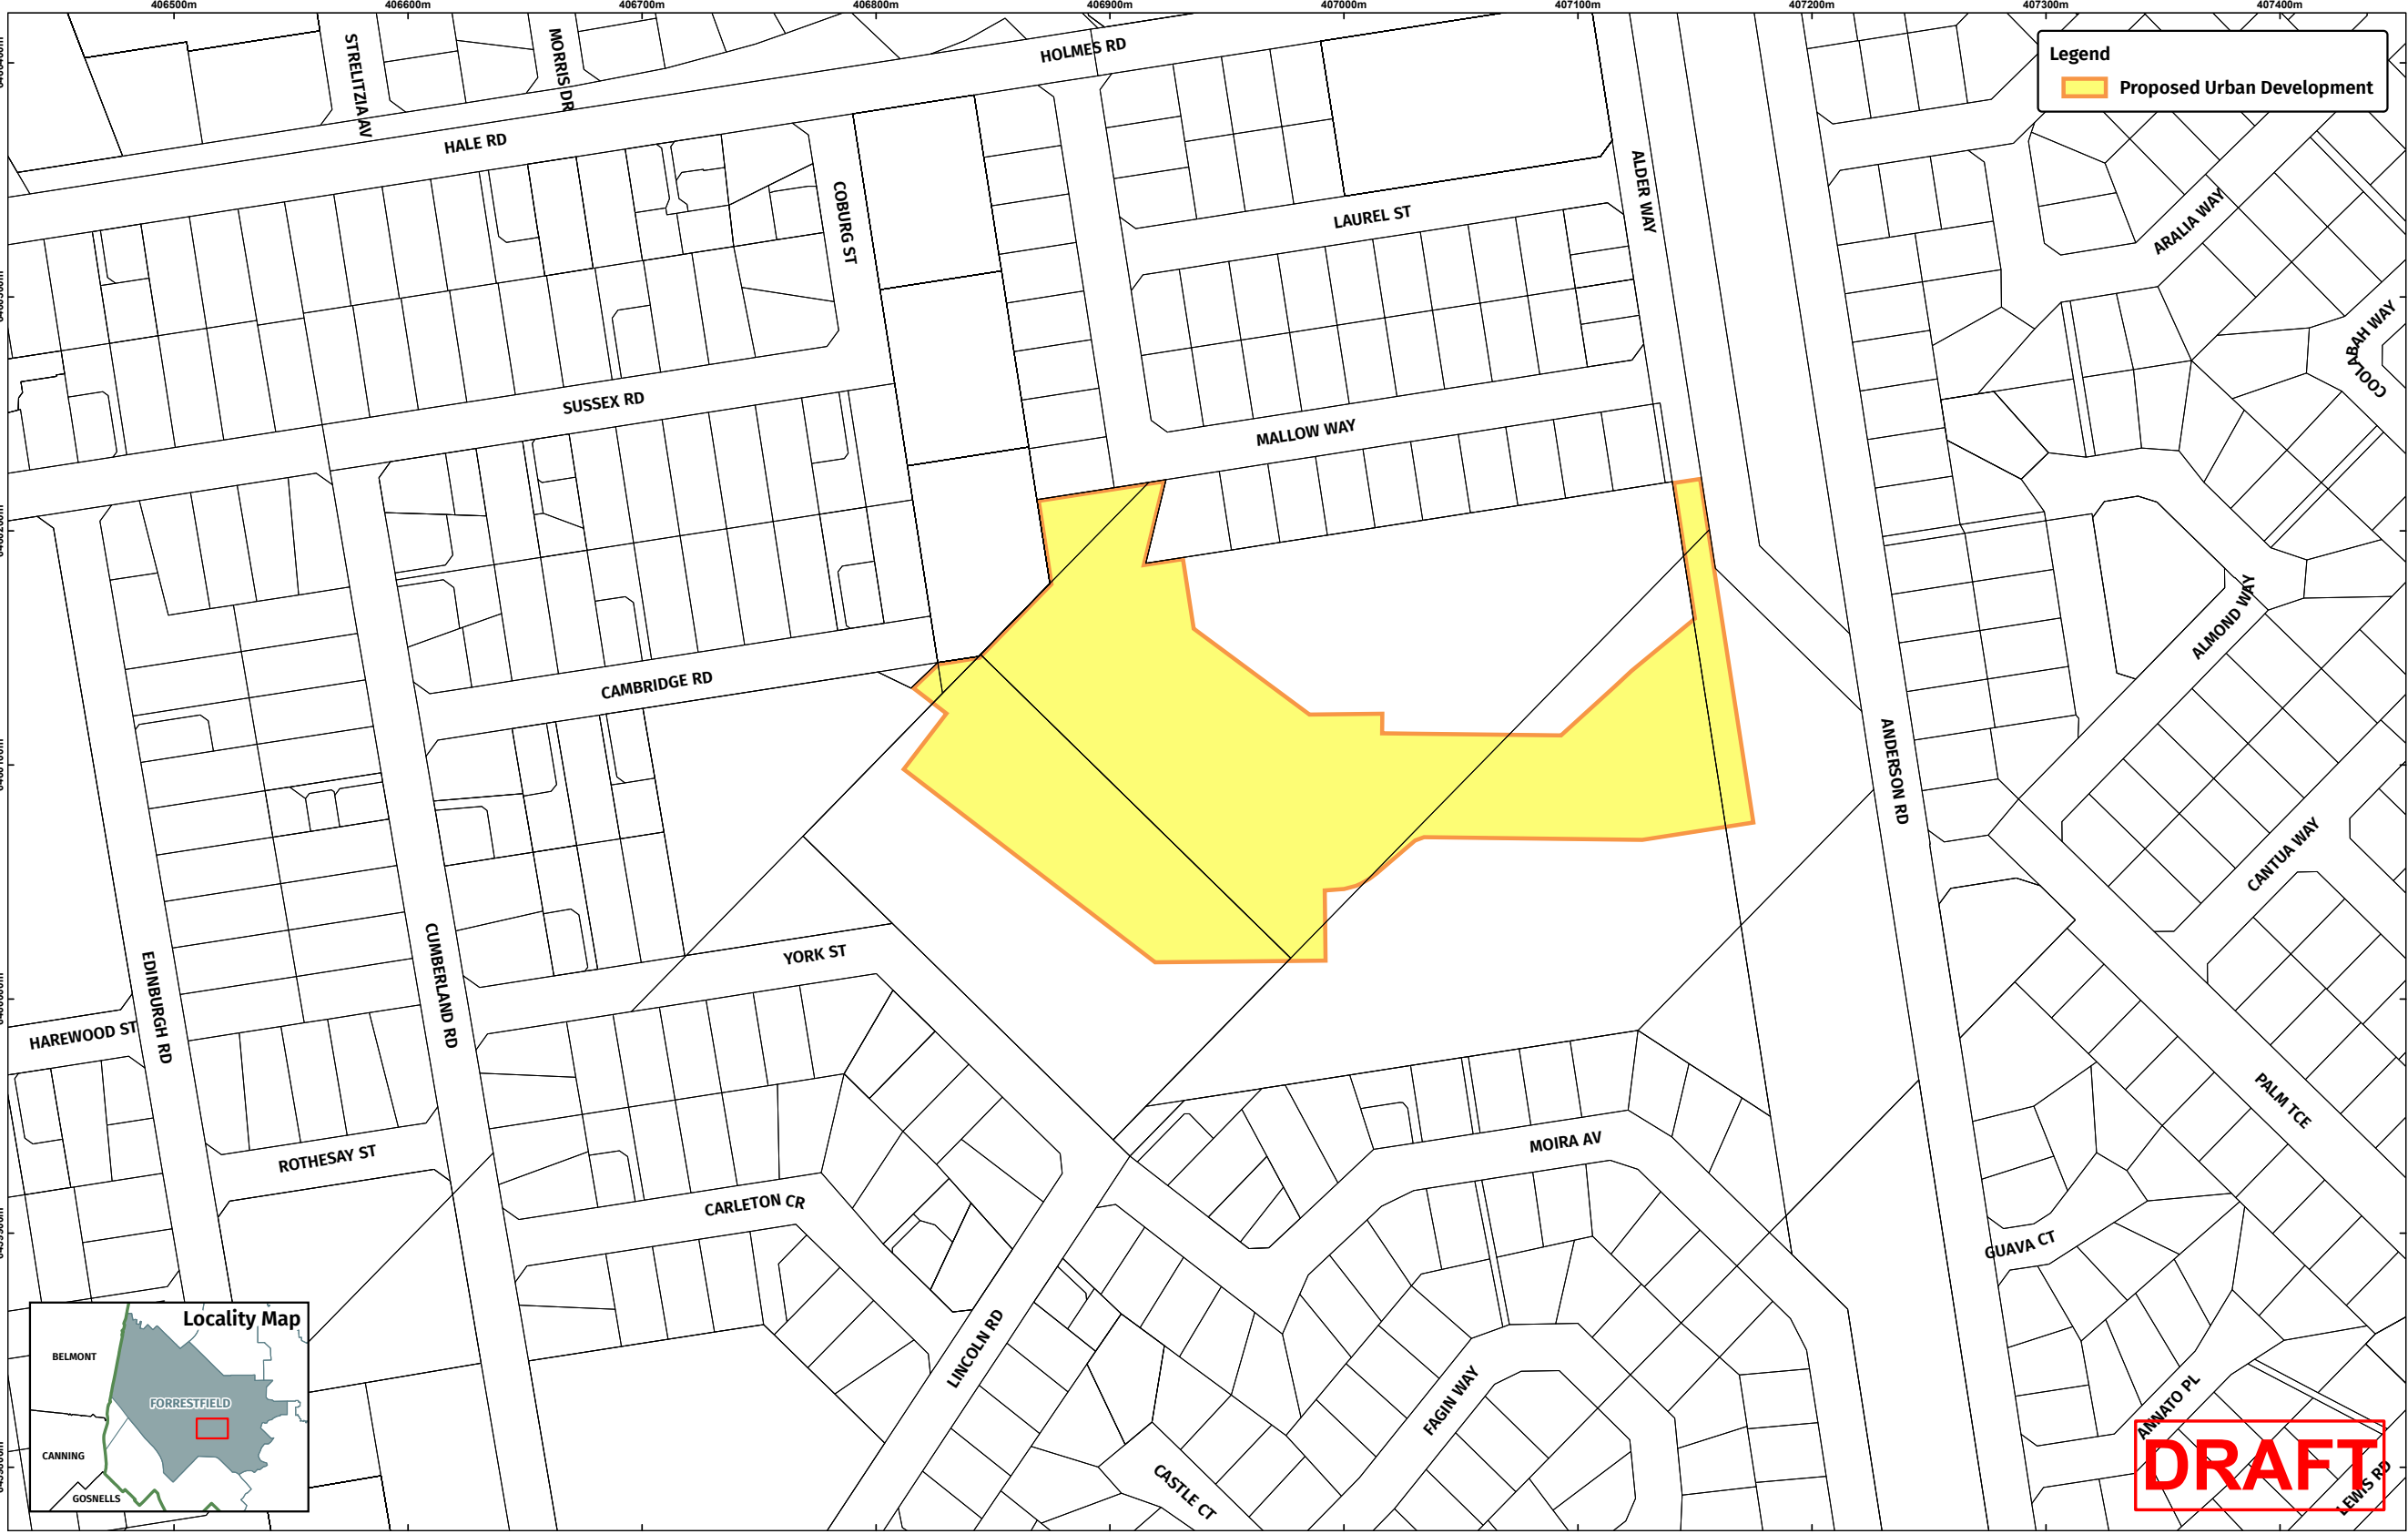 406500m
406600m
406700m
406800m
406900m
407000m
407100m
407200m
407300m
407400m
Legend
Proposed Urban Development
STRELITZIA AV
MORRIS DR
HOLMES RD
HALE RD
COBURG ST
LAUREL ST
ALDER WAY
ARALIA WAY
COOLABAH WAY
SUSSEX RD
MALLOW WAY
ALMOND WAY
CAMBRIDGE RD
ANDERSON RD
CANTUA WAY
EDINBURGH RD
CUMBERLAND RD
YORK ST
HAREWOOD ST
PALM TCE
ROTHESAY ST
MOIRA AV
CARLETON CR
GUAVA CT
LINCOLN RD
FAGIN WAY
ANNATO PL
CASTLE CT
LEWIS RD
Locality Map
BELMONT
FORRESTFIELD
CANNING
GOSNELLS
DRAFT